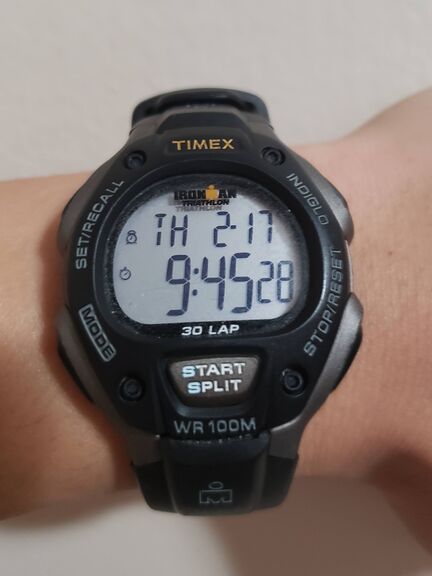 TIMEX
IRONMAN
TRIATHLON
SET/RECALL
INDIGLO
TH 2-17
9:45 28
MODE
STOP/RESET
30 LAP
START
SPLIT
WR 100M